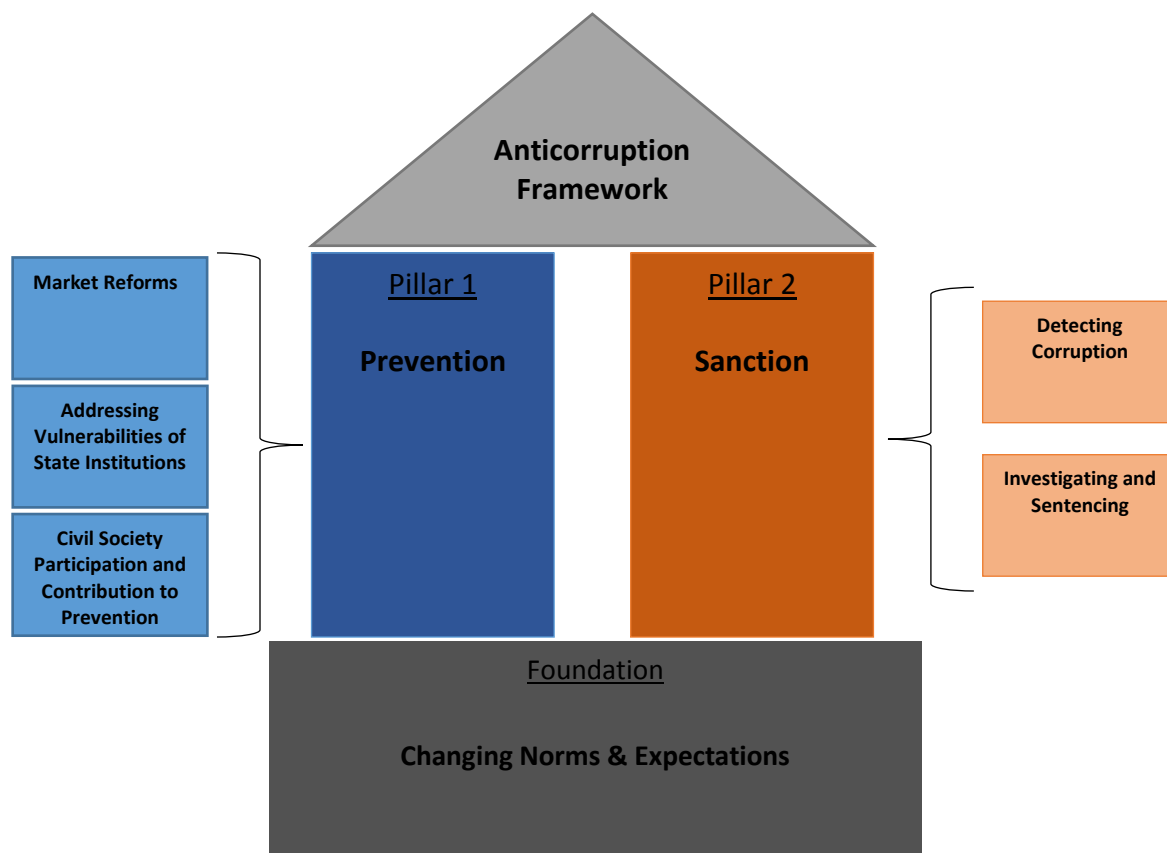 Anticorruption
Framework
Market Reforms
Addressing
Vulnerabilities of
State Institutions
Civil Society
Participation and
Contribution to
Prevention
Pillar 1
Prevention
Pillar 2
Sanction
Detecting
Corruption
Investigating and
Sentencing
Foundation
Changing Norms & Expectations